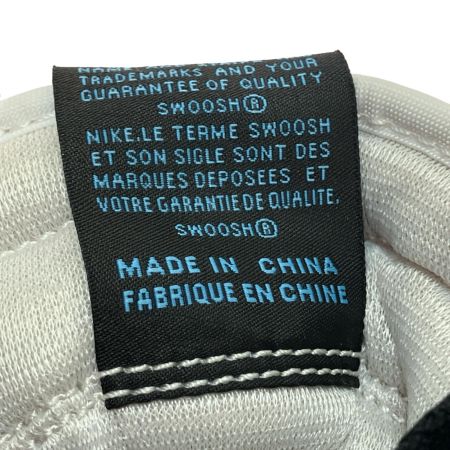 TRADEMARKS AND YOUR
GUARANTEE OF QUALITY
SWOOSH®
NIKE.LE TERME SWOOSH
ET SON SIGLE SONT DES
MARQUES DEPOSEES ET
VOTRE GARANTIE DE QUALITE.
SWOOSH®
MADE IN CHINA
FABRIQUE EN CHINE